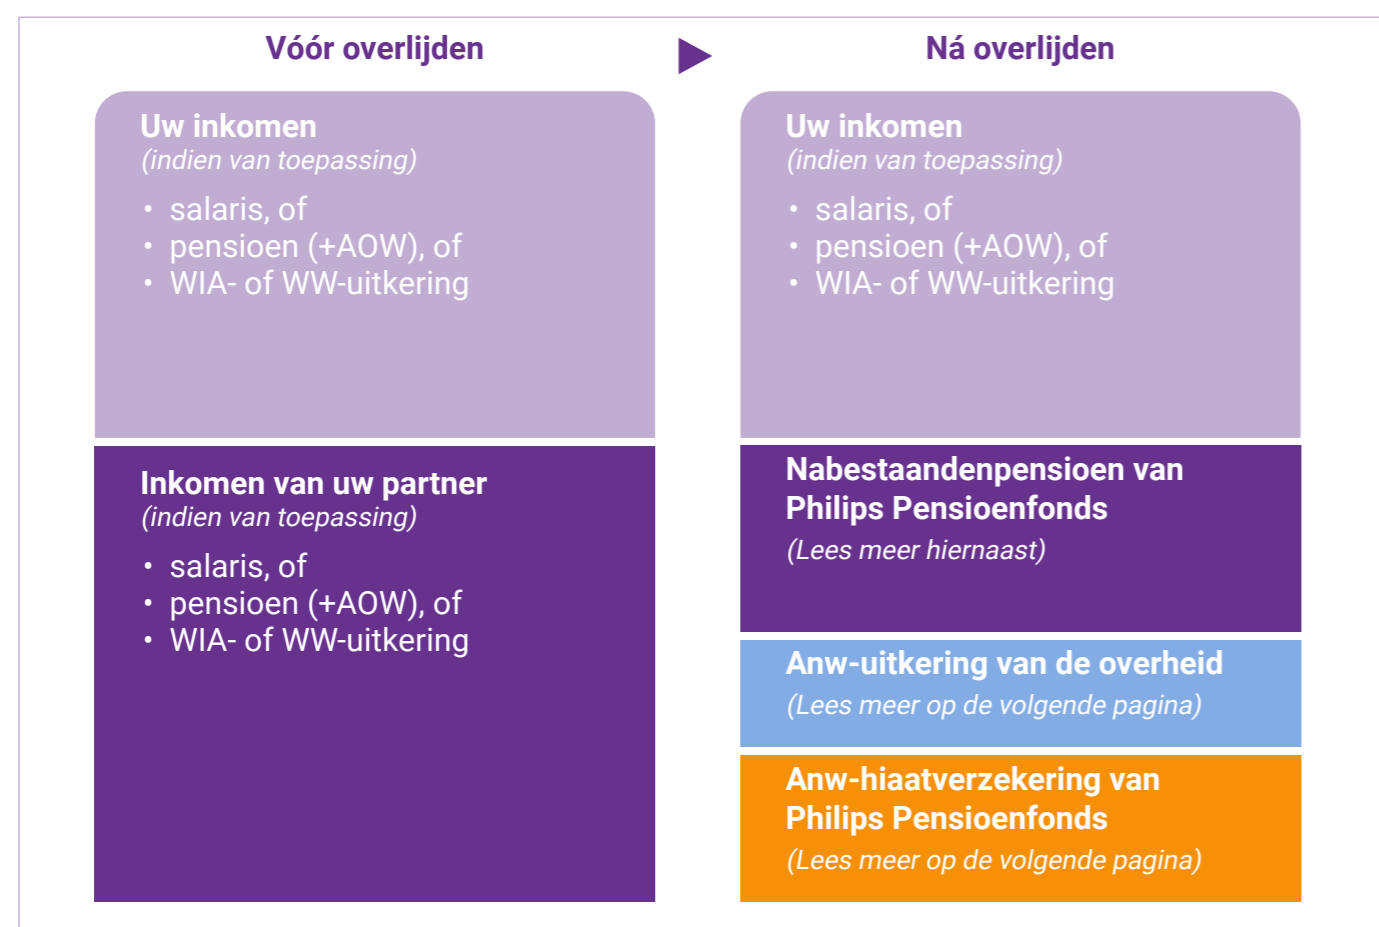 Vóór overlijden
Ná overlijden
Uw inkomen
(indien van toepassing)
• salaris, of
• pensioen (+AOW), of
• WIA- of WW-uitkering
Inkomen van uw partner
(indien van toepassing)
• salaris, of
• pensioen (+AOW), of
• WIA- of WW-uitkering
Uw inkomen
(indien van toepassing)
• salaris, of
• pensioen (+AOW), of
• WIA- of WW-uitkering
Nabestaandenpensioen van
Philips Pensioenfonds
(Lees meer hiernaast)
Anw-uitkering van de overheid
(Lees meer op de volgende pagina)
Anw-hiaatverzekering van
Philips Pensioenfonds
(Lees meer op de volgende pagina)